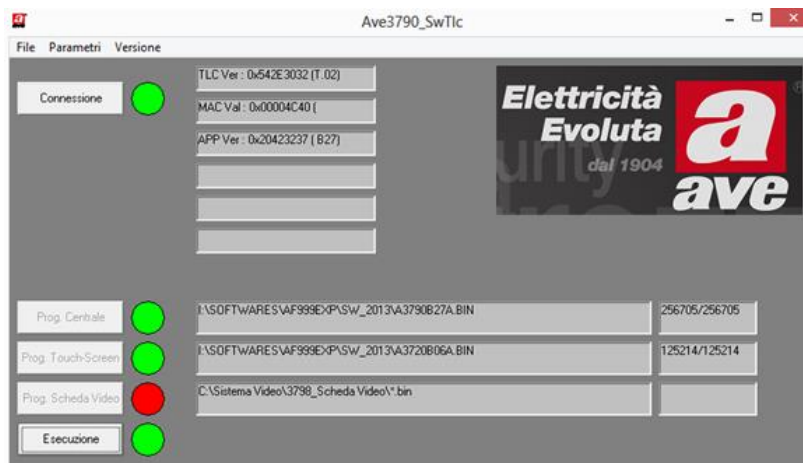 Ave3790_SwTlc
File Parametri Versione
Connessione
TLC Ver : 0x542E3032 (T.02)
MAC Val : 0x00004C40 (
APP Ver : 0x20423237 ( B27)
Elettricità
Evoluta
dal 1904
ave
Prog. Centrale
I:\SOFTWARES\AF999EXP\SW_2013\A3790B27A.BIN
256705/256705
Prog. Touch-Screen
I:\SOFTWARES\AF999EXP\SW_2013\A3720B06A.BIN
125214/125214
Prog. Scheda Video
C:\Sistema Video\3798_Scheda Video\*.bin
Esecuzione